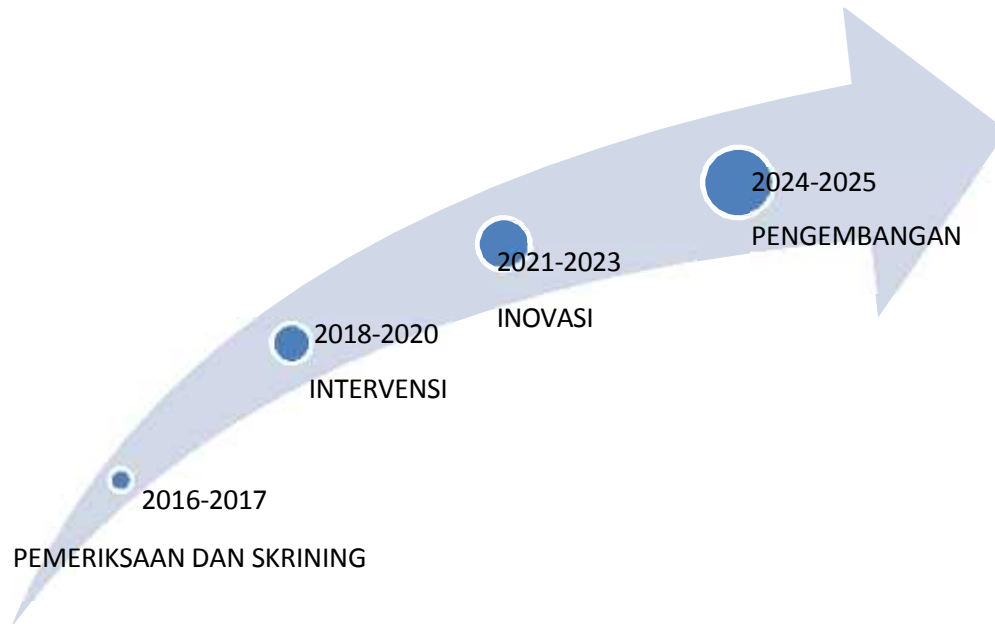 2016-2017
PEMERIKSAAN DAN SKRINING
2018-2020
INTERVENSI
2021-2023
INOVASI
2024-2025
PENGEMBANGAN